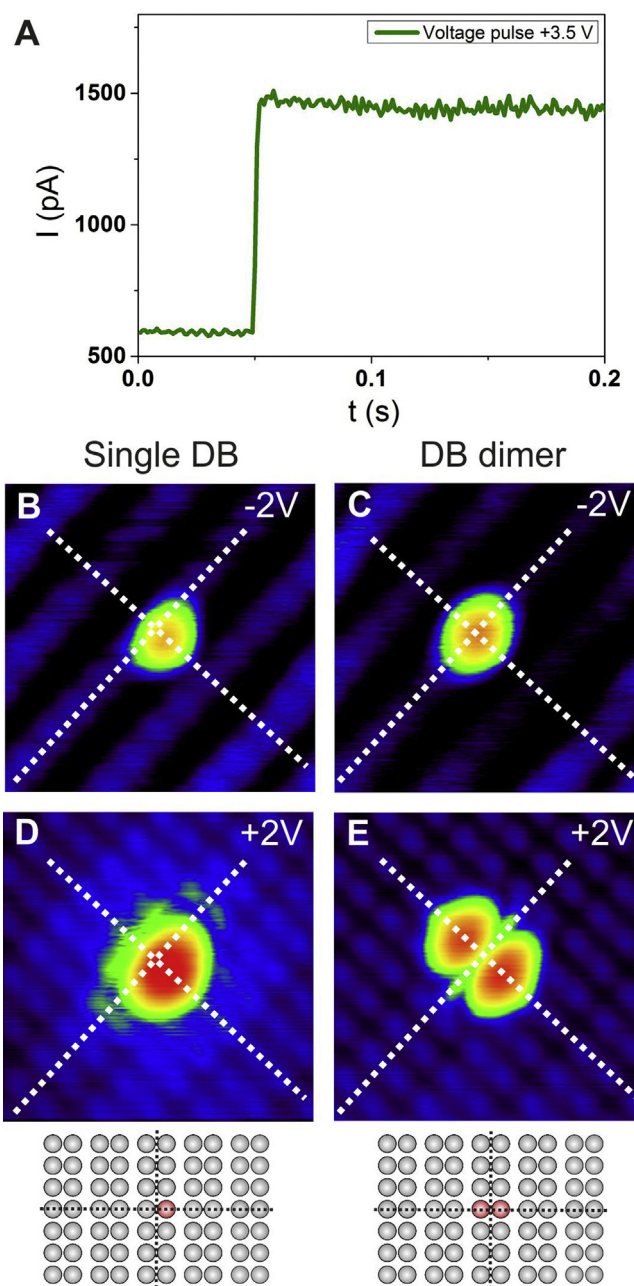 A
Voltage pulse +3.5 V
1500
1000
500
I (pA)
0.0
0.1
0.2
t (s)
Single DB
DB dimer
B
-2V
C
-2V
D
+2V
E
+2V